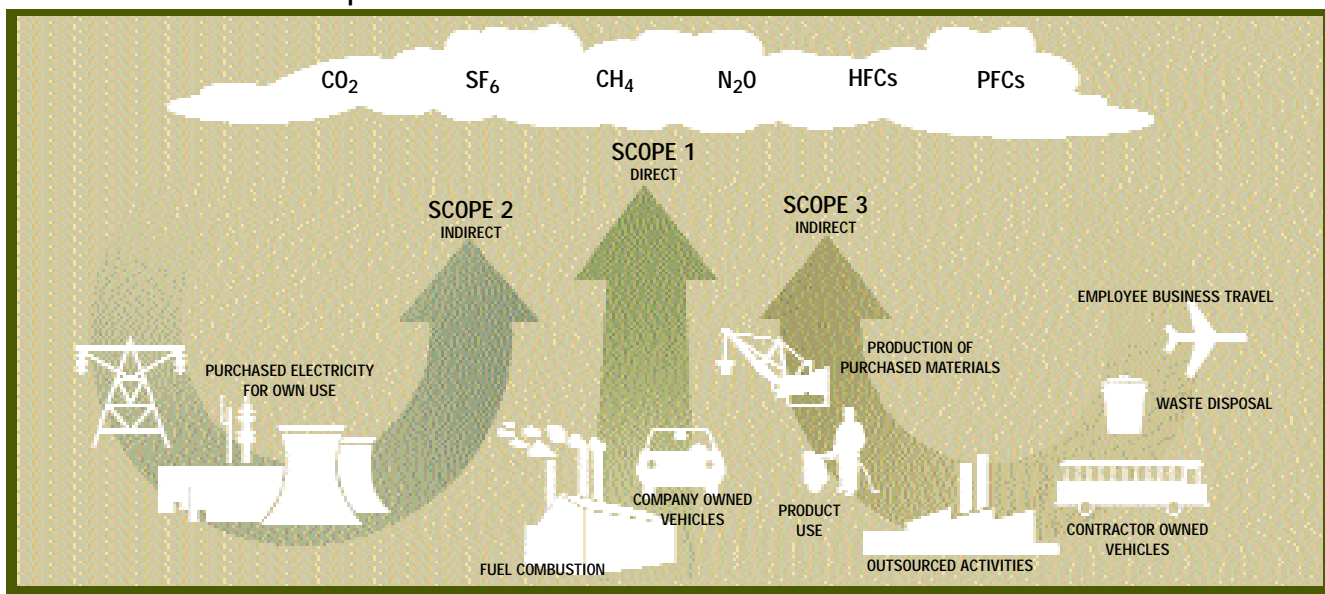 CO2 SF6 CH4 N2O HFCs PFCs
SCOPE 1
DIRECT
SCOPE 2
INDIRECT
SCOPE 3
INDIRECT
PURCHASED ELECTRICITY
FOR OWN USE
FUEL COMBUSTION
COMPANY OWNED
VEHICLES
PRODUCTION OF
PURCHASED MATERIALS
PRODUCT
USE
OUTSOURCED ACTIVITIES
EMPLOYEE BUSINESS TRAVEL
WASTE DISPOSAL
CONTRACTOR OWNED
VEHICLES